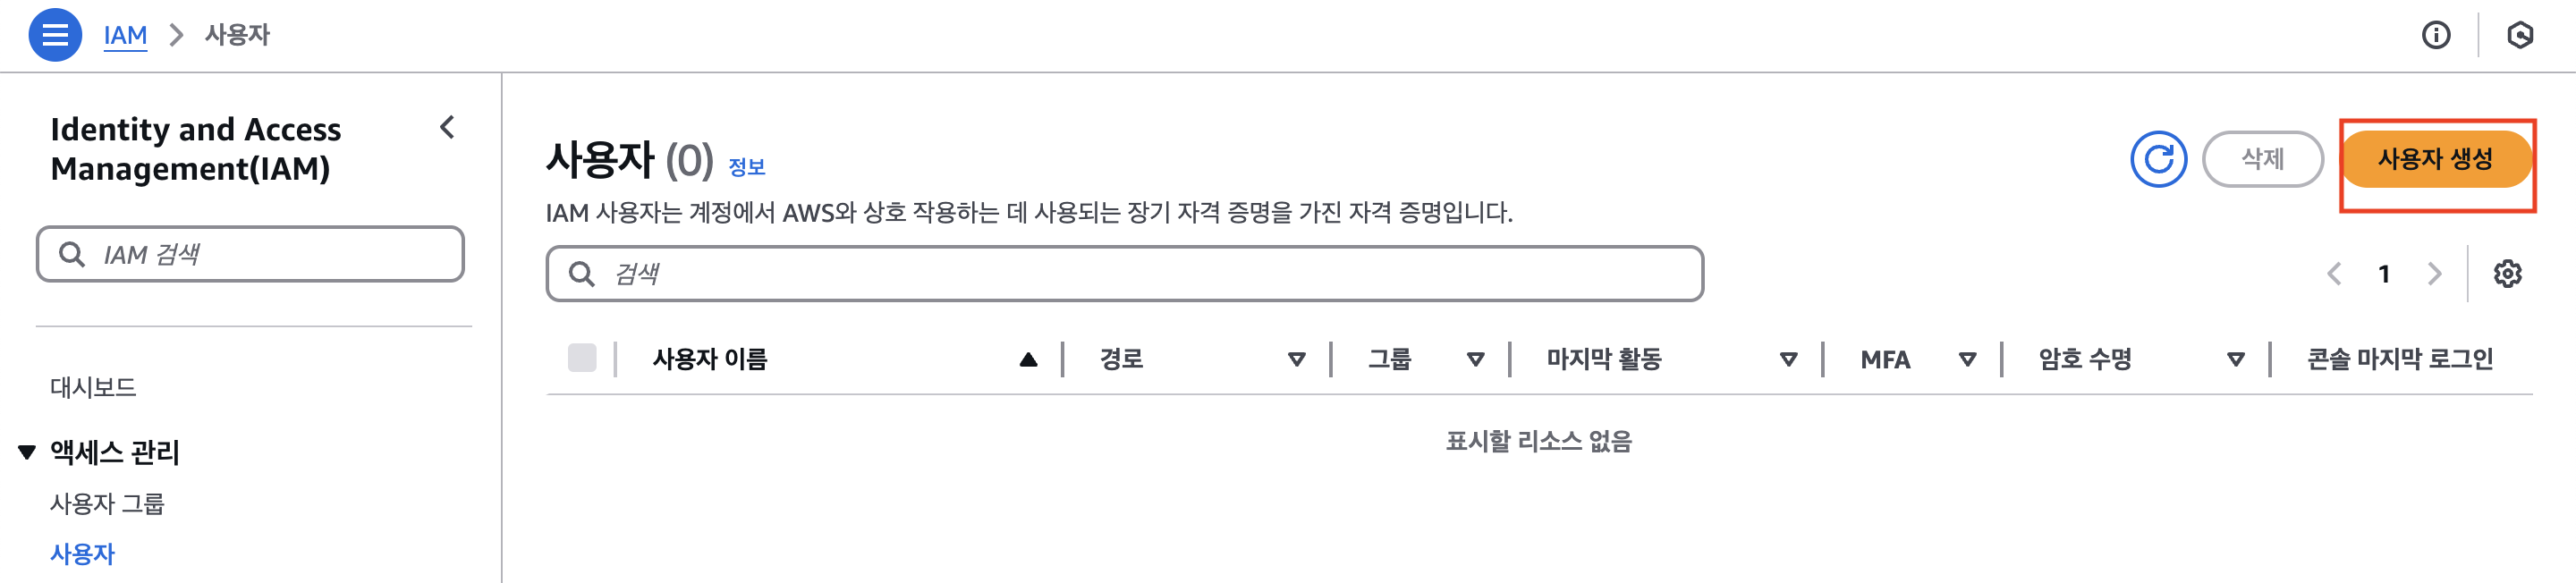 IAM > 사용자
Identity and Access
Management(IAM)
IAM 검색
대시보드
액세스 관리
사용자 그룹
사용자
사용자 (0) 정보
삭제
사용자 생성
IAM 사용자는 계정에서 AWS와 상호 작용하는 데 사용되는 장기 자격 증명을 가진 자격 증명입니다.
검색
1
사용자 이름 경로 그룹 마지막 활동 MFA 암호 수명 콘솔 마지막 로그인
표시할 리소스 없음